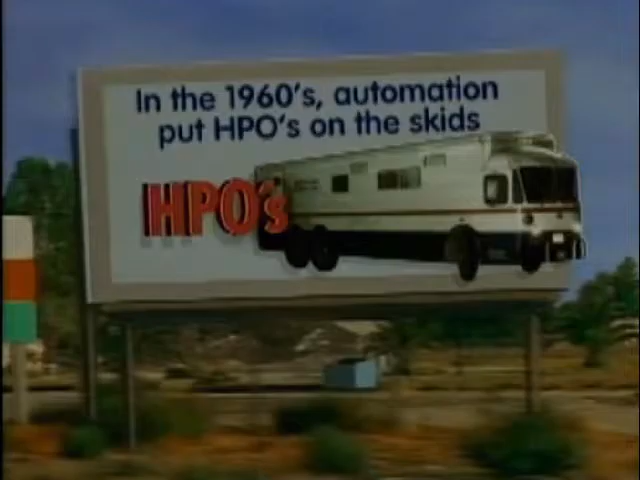 In the 1960's, automation
put HPO's on the skids
HPO's